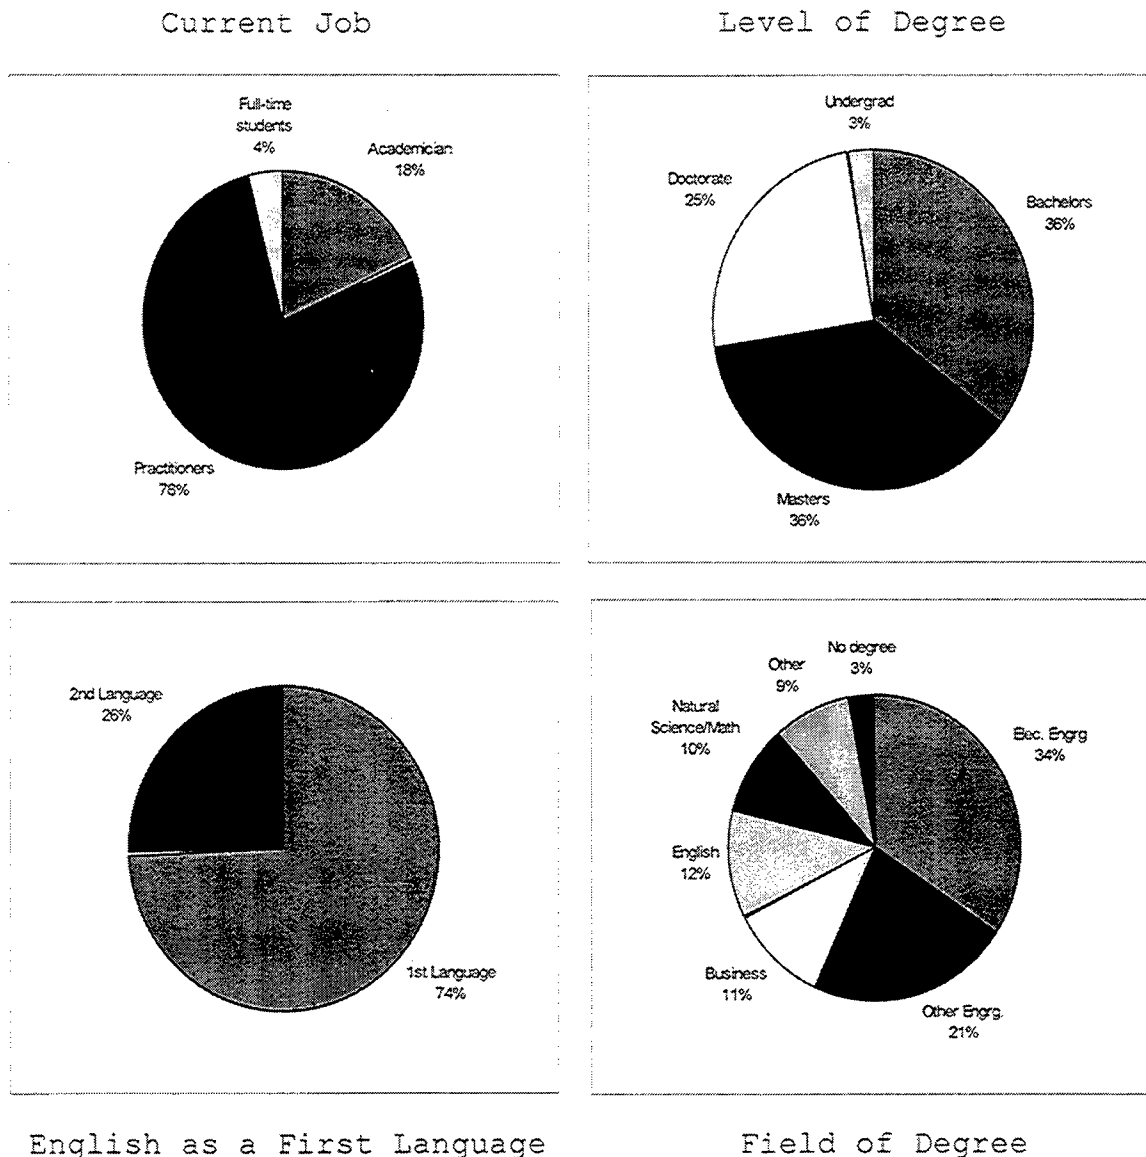 Current Job
Level of Degree
Full-time
students
4%
Academician
18%
Practitioners
78%
Undergrad
3%
Doctorate
25%
Bachelors
36%
Masters
36%
2nd Language
26%
1st Language
74%
No degree
3%
Other
9%
Natural
Science/Math
10%
Elec. Engrg
34%
English
12%
Business
11%
Other Engrg.
21%
English as a First Language
Field of Degree